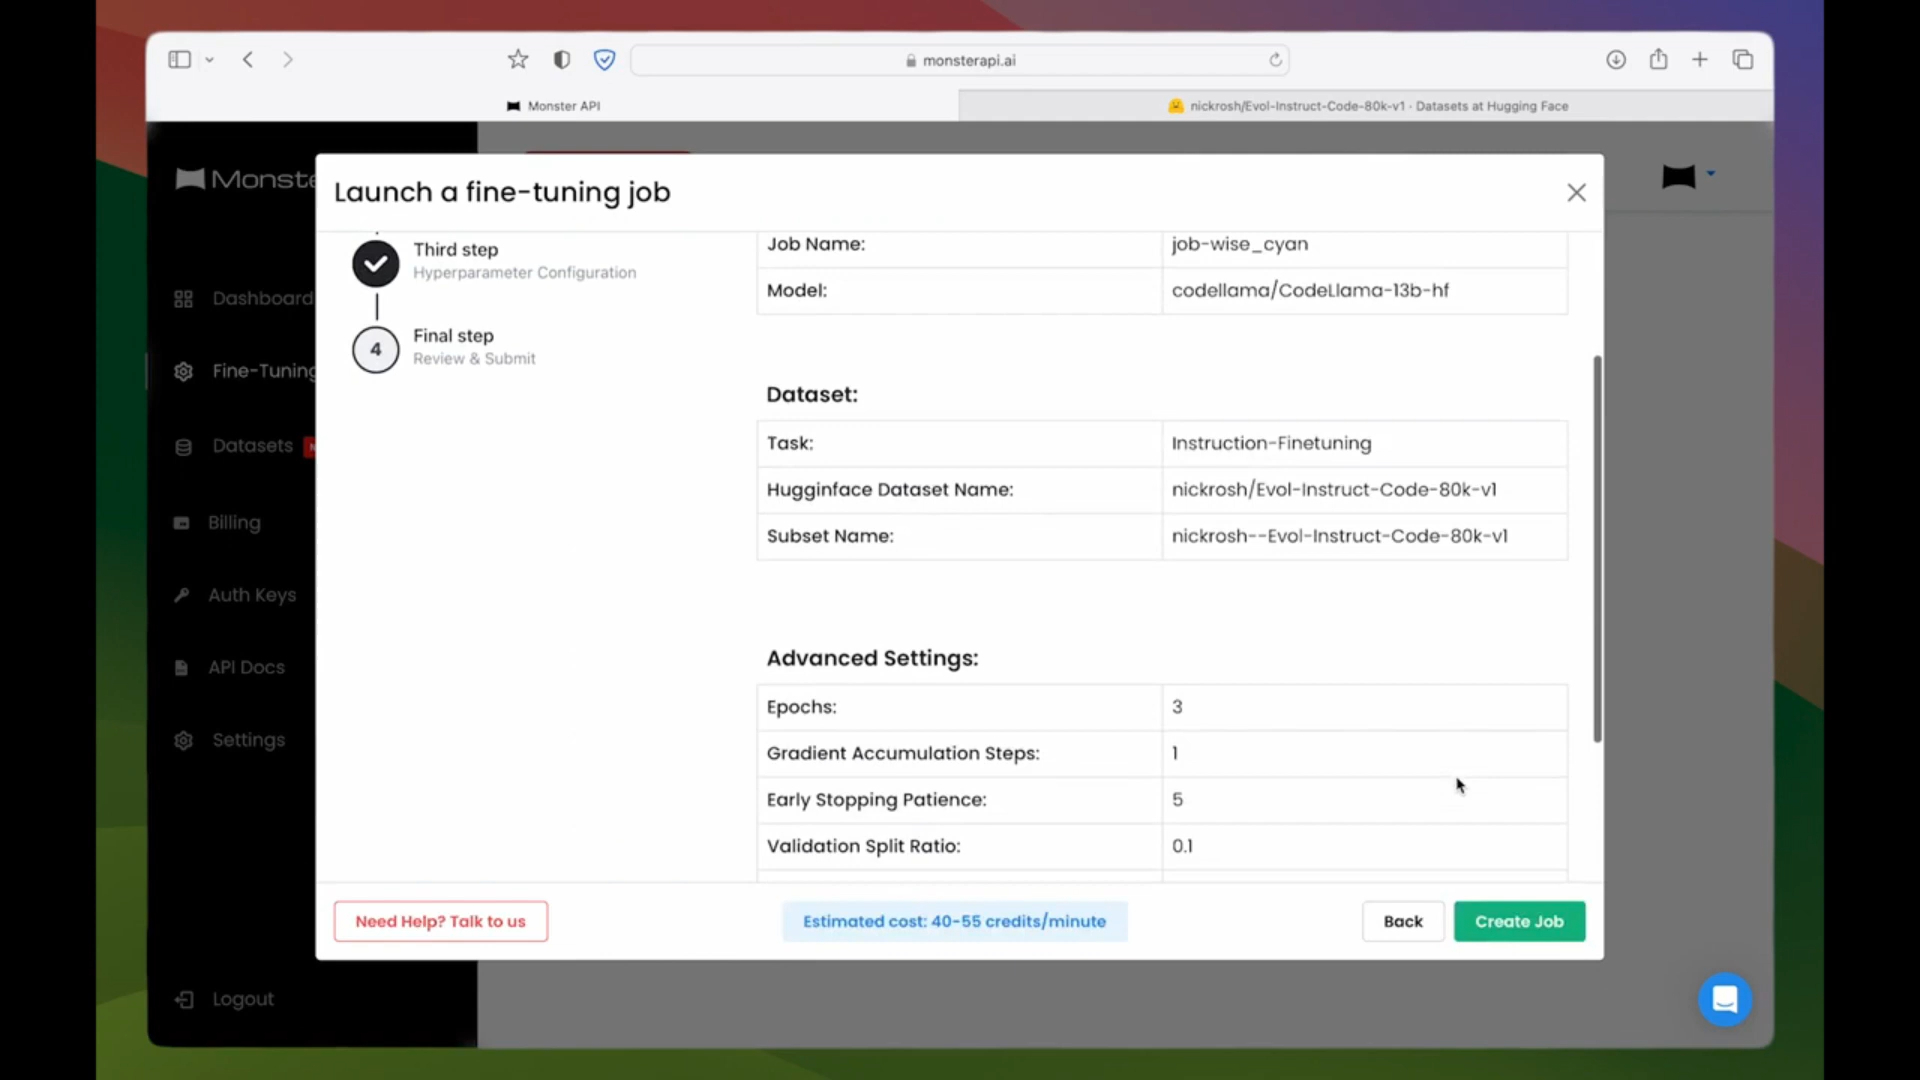 monsterapi.ai
Monster API
nickrosh/Evol-Instruct-Code-80k-v1 · Datasets at Hugging Face
Launch a fine-tuning job
Dashboard
Fine-Tuning
Datasets
Billing
Auth Keys
API Docs
Settings
Logout
Third step
Hyperparameter Configuration
4
Final step
Review & Submit
Job Name: job-wise_cyan
Model: codellama/CodeLlama-13b-hf
Dataset:
Task: Instruction-Finetuning
Hugginface Dataset Name: nickrosh/Evol-Instruct-Code-80k-v1
Subset Name: nickrosh--Evol-Instruct-Code-80k-v1
Advanced Settings:
Epochs: 3
Gradient Accumulation Steps: 1
Early Stopping Patience: 5
Validation Split Ratio: 0.1
Need Help? Talk to us
Estimated cost: 40-55 credits/minute
Back
Create Job